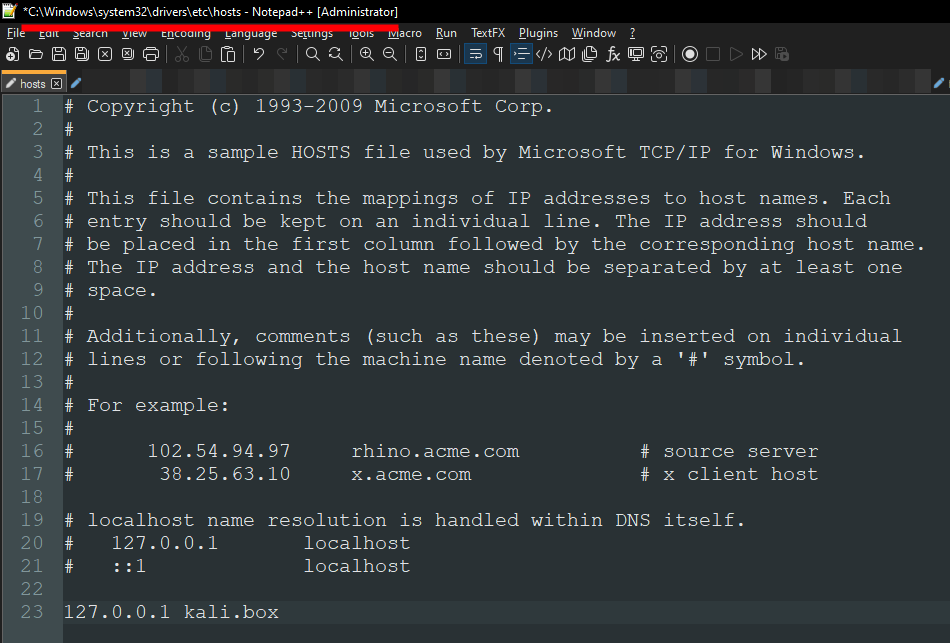 *C:\Windows\system32\drivers\etc\hosts - Notepad++ [Administrator]
File Edit Search View Encoding Language Settings Tools Macro Run TextFX Plugins Window ?
hosts
1 # Copyright (c) 1993-2009 Microsoft Corp.
2 #
3 # This is a sample HOSTS file used by Microsoft TCP/IP for Windows.
4 #
5 # This file contains the mappings of IP addresses to host names. Each
6 # entry should be kept on an individual line. The IP address should
7 # be placed in the first column followed by the corresponding host name.
8 # The IP address and the host name should be separated by at least one
9 # space.
10 #
11 # Additionally, comments (such as these) may be inserted on individual
12 # lines or following the machine name denoted by a '#' symbol.
13 #
14 # For example:
15 #
16 #      102.54.94.97     rhino.acme.com          # source server
17 #       38.25.63.10     x.acme.com              # x client host
18
19 # localhost name resolution is handled within DNS itself.
20 #   127.0.0.1       localhost
21 #   ::1             localhost
22
23 127.0.0.1 kali.box